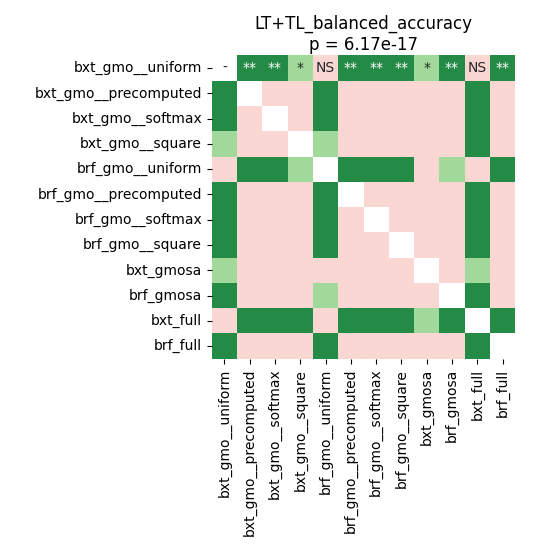 LT+TL_balanced_accuracy
p = 6.17e-17
bxt_gmo__uniform - ** ** * NS ** ** ** * ** NS **
bxt_gmo__precomputed
bxt_gmo__softmax
bxt_gmo__square
brf_gmo__uniform
brf_gmo__precomputed
brf_gmo__softmax
brf_gmo__square
bxt_gmosa
brf_gmosa
bxt_full
brf_full
bxt_gmo__uniform
bxt_gmo__precomputed
bxt_gmo__softmax
bxt_gmo__square
brf_gmo__uniform
brf_gmo__precomputed
brf_gmo__softmax
brf_gmo__square
bxt_gmosa
brf_gmosa
bxt_full
brf_full